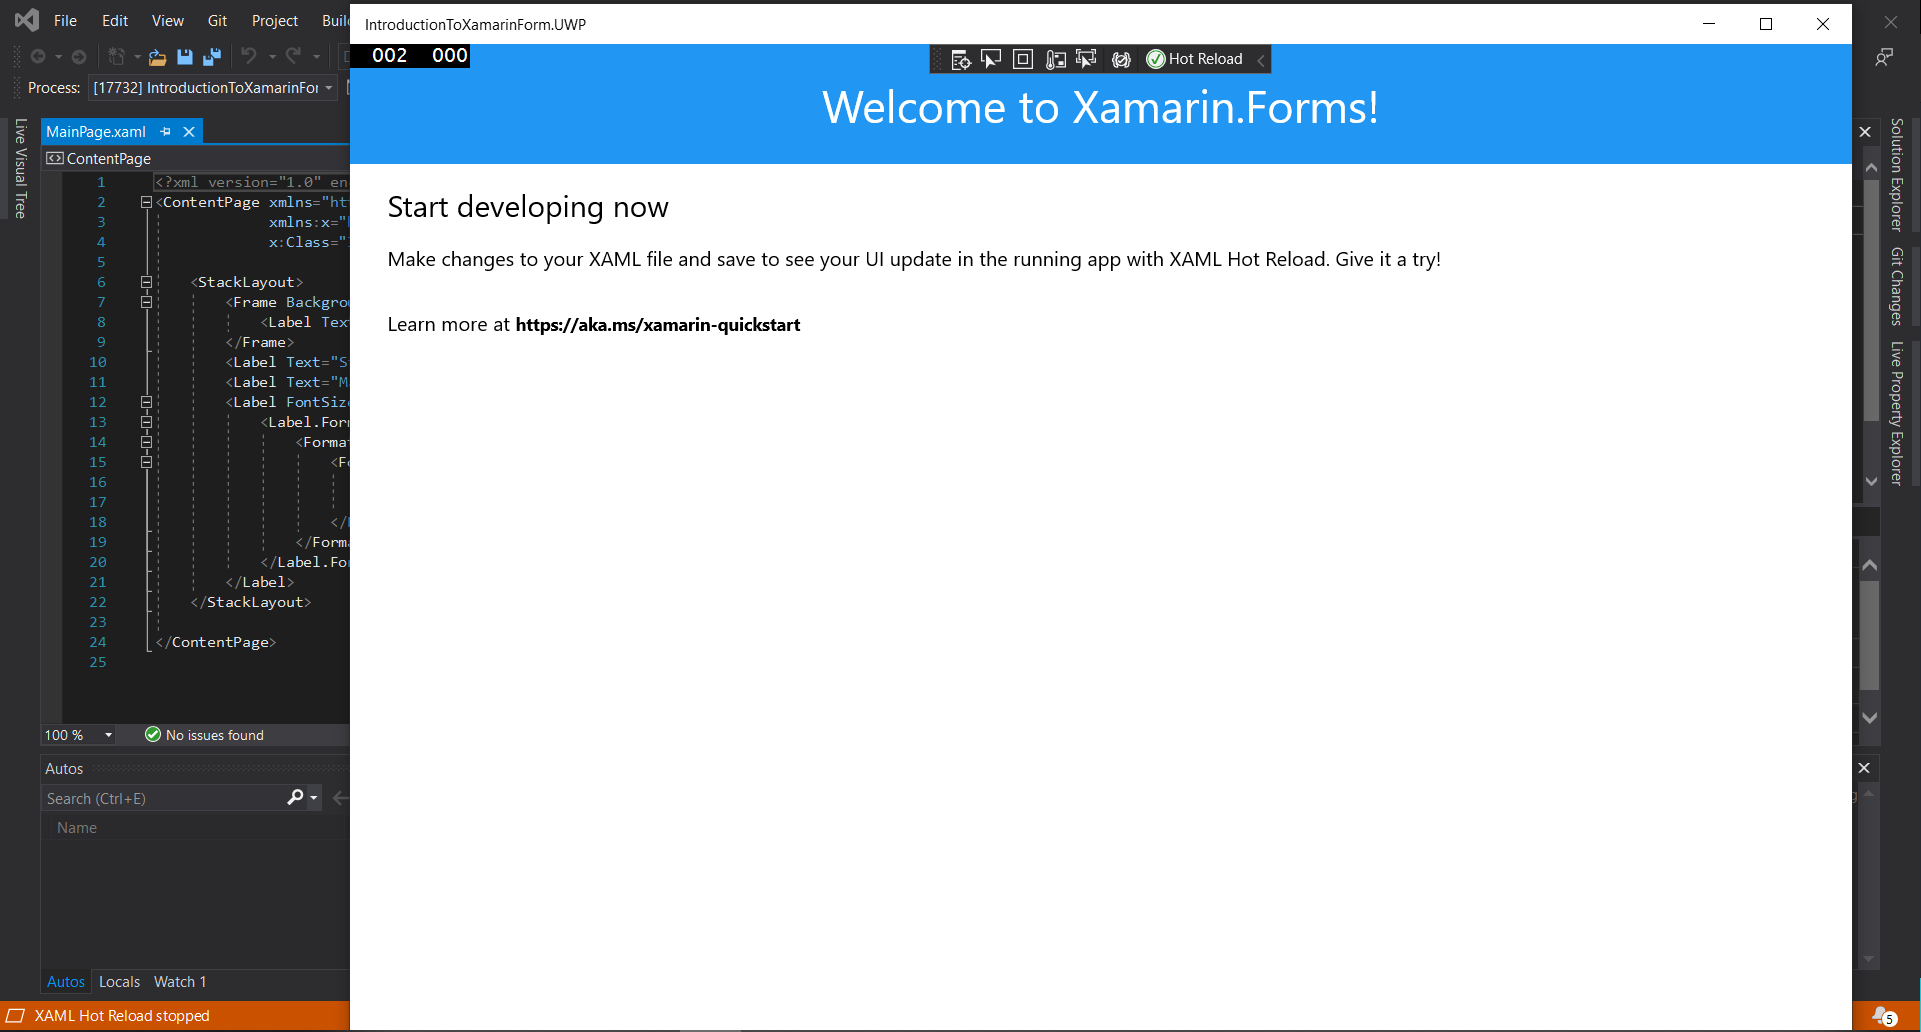 File Edit View Git Project Buil
IntroductionToXamarinForm.UWP
002 000
Hot Reload
Process: [17732] IntroductionToXamarinFor
Welcome to Xamarin.Forms!
Live Visual Tree
MainPage.xaml
ContentPage
Start developing now
Make changes to your XAML file and save to see your UI update in the running app with XAML Hot Reload. Give it a try!
Learn more at https://aka.ms/xamarin-quickstart
1 <?xml version="1.0" en
2 <ContentPage xmlns="ht
3 xmlns:x="
4 x:Class="
5
6 <StackLayout>
7 <Frame Backgrou
8 <Label Tex
9 </Frame>
10 <Label Text="S
11 <Label Text="M
12 <Label FontSize
13 <Label.For
14 <Forma
15 <F
16
17
18 </
19 </Forma
20 </Label.Fo
21 </Label>
22 </StackLayout>
23
24 </ContentPage>
25
100 % No issues found
Autos
Search (Ctrl+E)
Name
Autos Locals Watch 1
XAML Hot Reload stopped
Solution Explorer
Git Changes
Live Property Explorer
5